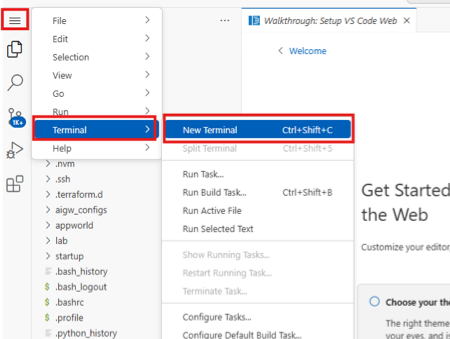 File
Edit
Selection
View
Go
Run
Terminal
Help
New Terminal Ctrl+Shift+C
Split Terminal Ctrl+Shift+5
Run Task...
Run Build Task... Ctrl+Shift+B
Run Active File
Run Selected Text
Show Running Tasks...
Restart Running Task...
Terminate Task...
Configure Tasks...
Configure Default Build Task...
1K+
.nvm
.ssh
.terraform.d
aigw_configs
appworld
lab
startup
.bash_history
.bash_logout
.bashrc
.profile
.python_history
Walkthrough: Setup VS Code Web
Welcome
Get Started
the Web
Customize your editor,
Choose your the
The right theme
your eyes, and is